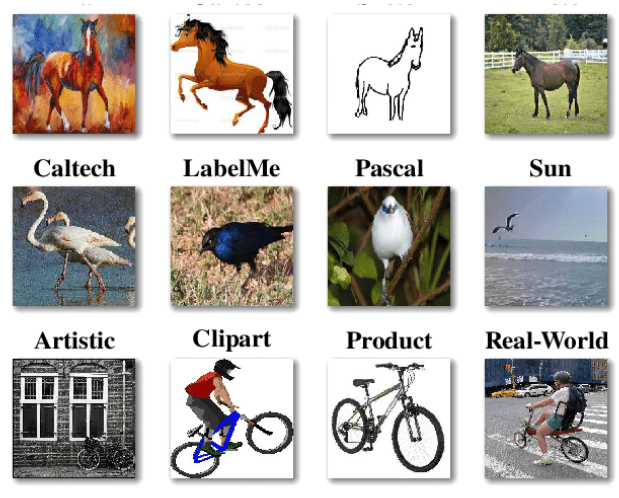 Caltech LabelMe Pascal Sun
Artistic Clipart Product Real-World